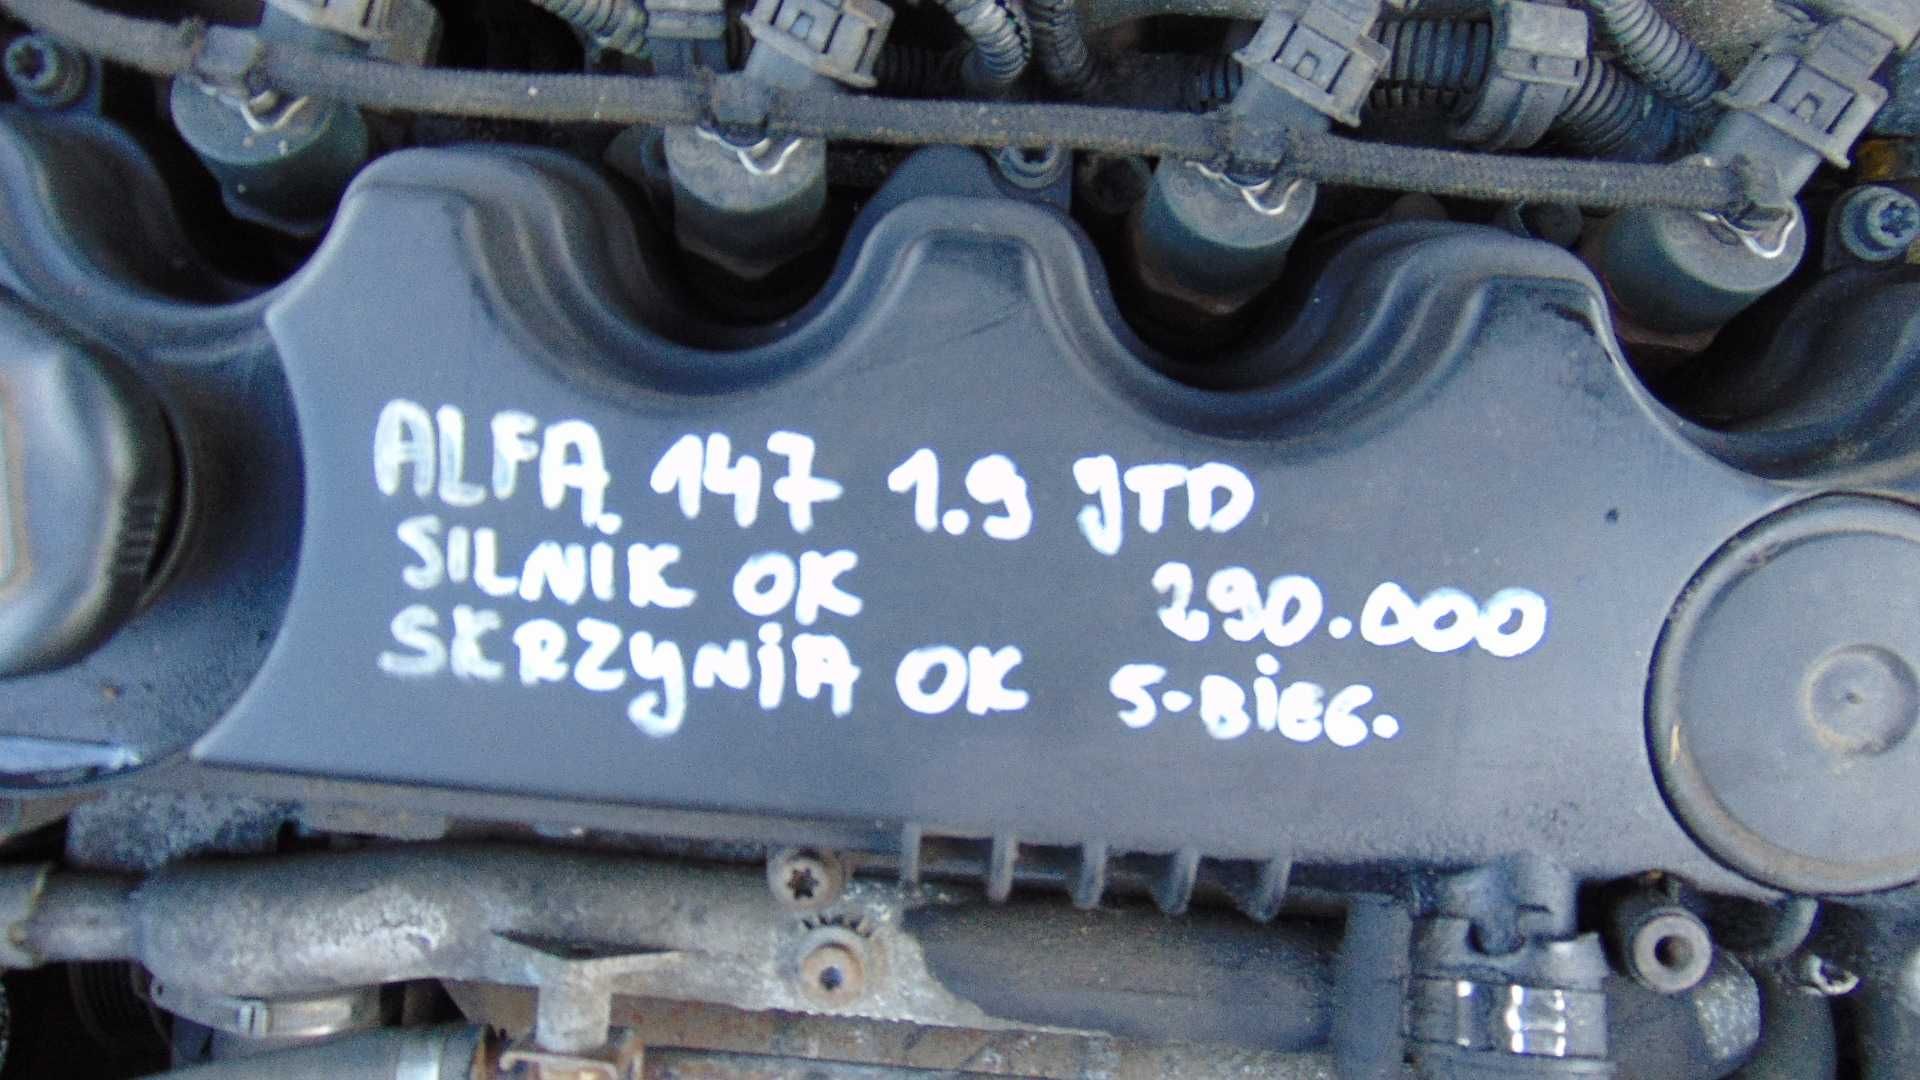 ALFA 147 1.9 JTD
SILNIK OK 290.000
SKRZYNIA OK 5-BIEG.